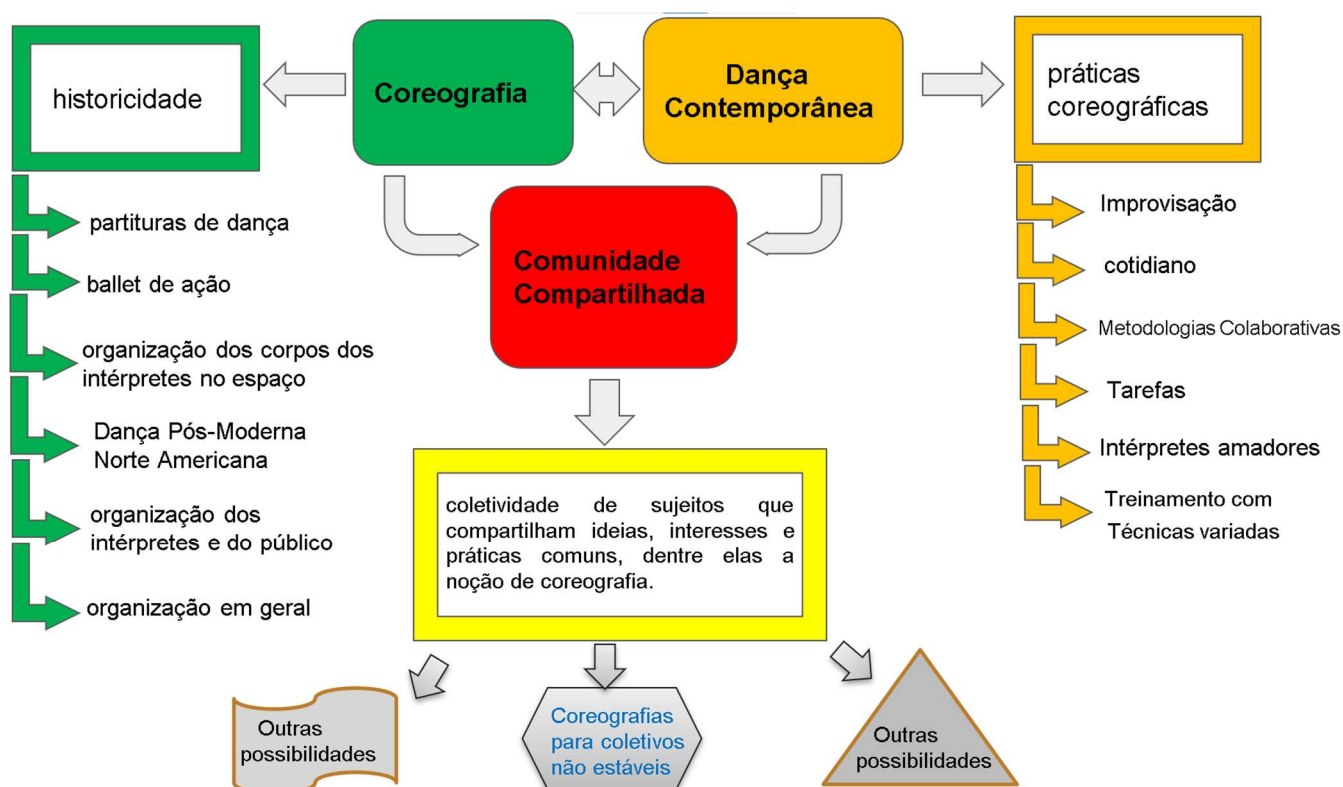 historicidade
Coreografia
Dança
Contemporânea
práticas
coreográficas
partituras de dança
ballet de ação
organização dos corpos dos
intérpretes no espaço
Dança Pós-Moderna
Norte Americana
organização dos
intérpretes e do público
organização em geral
Comunidade
Compartilhada
Improvisação
cotidiano
Metodologias Colaborativas
Tarefas
Intérpretes amadores
Treinamento com
Técnicas variadas
coletividade de sujeitos que
compartilham ideias, interesses e
práticas comuns, dentre elas a
noção de coreografia.
Outras
possibilidades
Coreografias
para coletivos
não estáveis
Outras
possibilidades